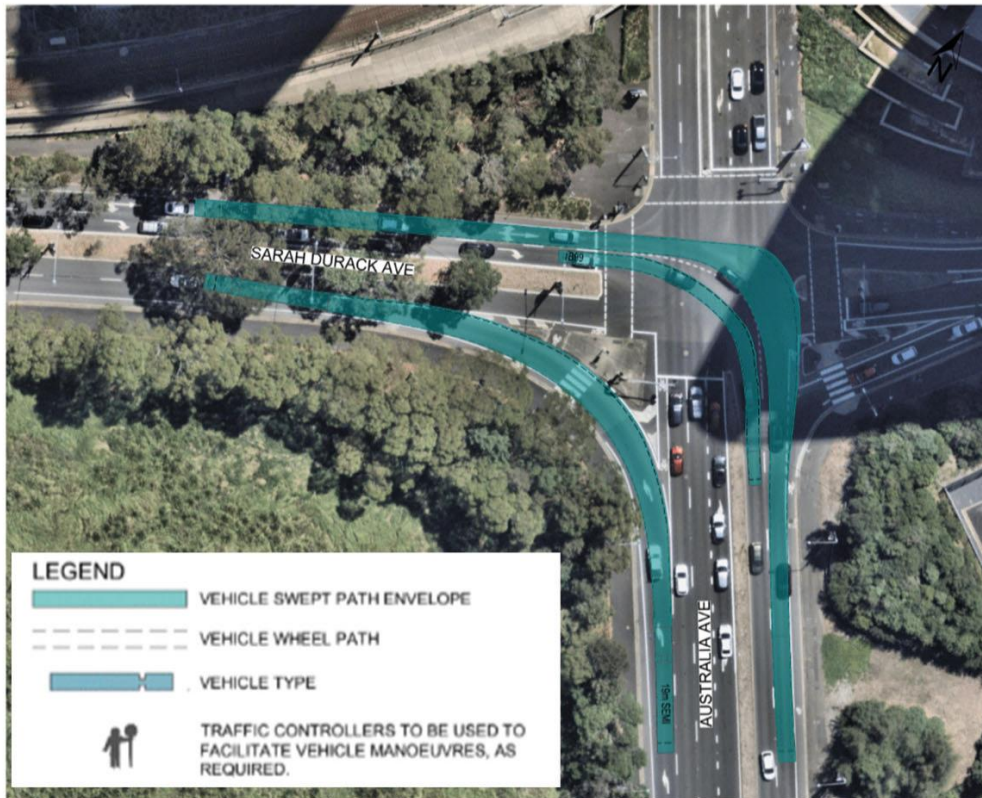 N
SARAH DURACK AVE
B99
19m SEMI
AUSTRALIA AVE
LEGEND
VEHICLE SWEPT PATH ENVELOPE
VEHICLE WHEEL PATH
VEHICLE TYPE
TRAFFIC CONTROLLERS TO BE USED TO
FACILITATE VEHICLE MANOEUVRES, AS
REQUIRED.